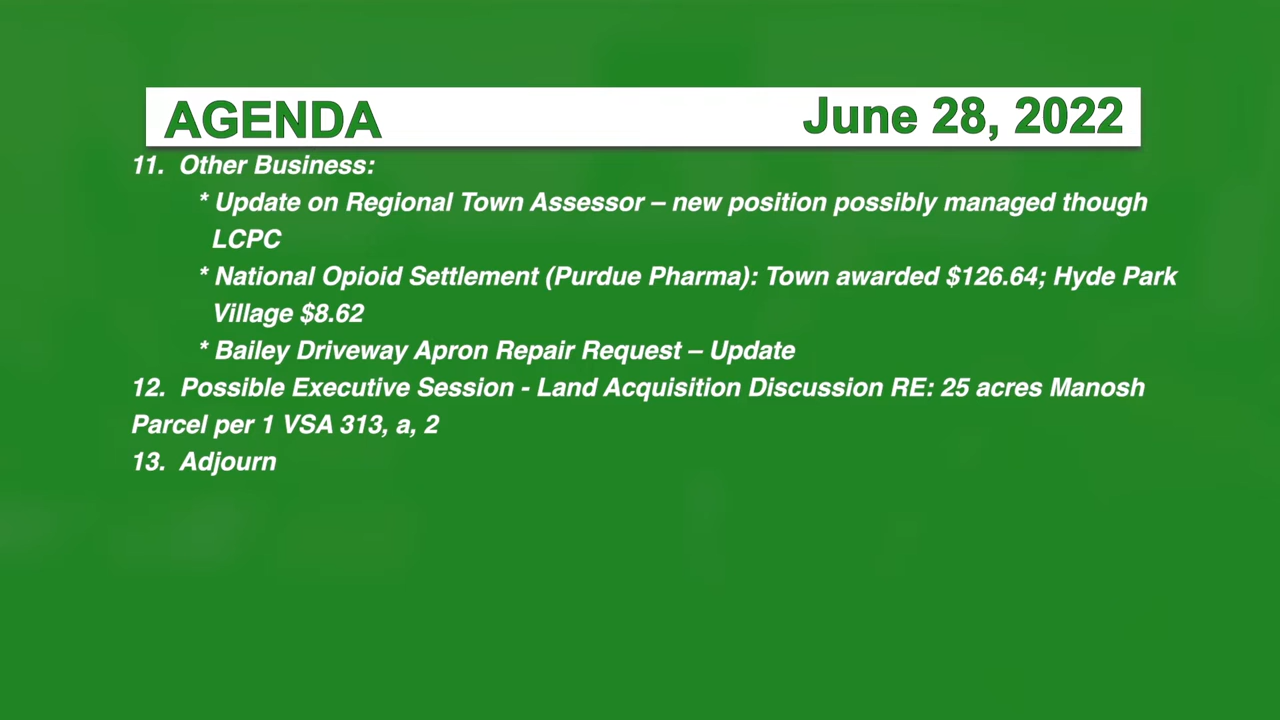 AGENDA June 28, 2022
11. Other Business:
* Update on Regional Town Assessor – new position possibly managed though
LCPC
* National Opioid Settlement (Purdue Pharma): Town awarded $126.64; Hyde Park
Village $8.62
* Bailey Driveway Apron Repair Request – Update
12. Possible Executive Session - Land Acquisition Discussion RE: 25 acres Manosh
Parcel per 1 VSA 313, a, 2
13. Adjourn